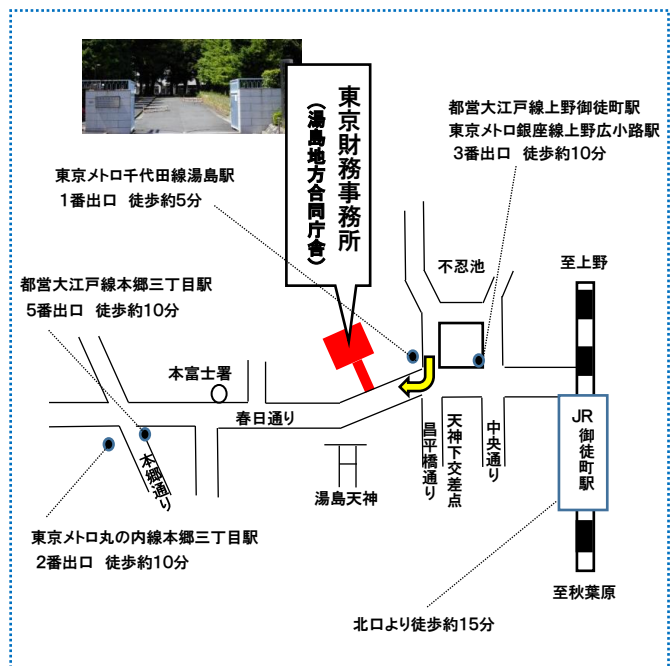 東京財務事務所
（湯島地方合同庁舎）
都営大江戸線上野御徒町駅
東京メトロ銀座線上野広小路駅
3番出口 徒歩約10分
東京メトロ千代田線湯島駅
1番出口 徒歩約5分
不忍池
至上野
都営大江戸線本郷三丁目駅
5番出口 徒歩約10分
本富士署
春日通り
JR
御徒町駅
本郷通り
湯島天神
昌平橋通り
天神下交差点
中央通り
東京メトロ丸の内線本郷三丁目駅
2番出口 徒歩約10分
至秋葉原
北口より徒歩約15分